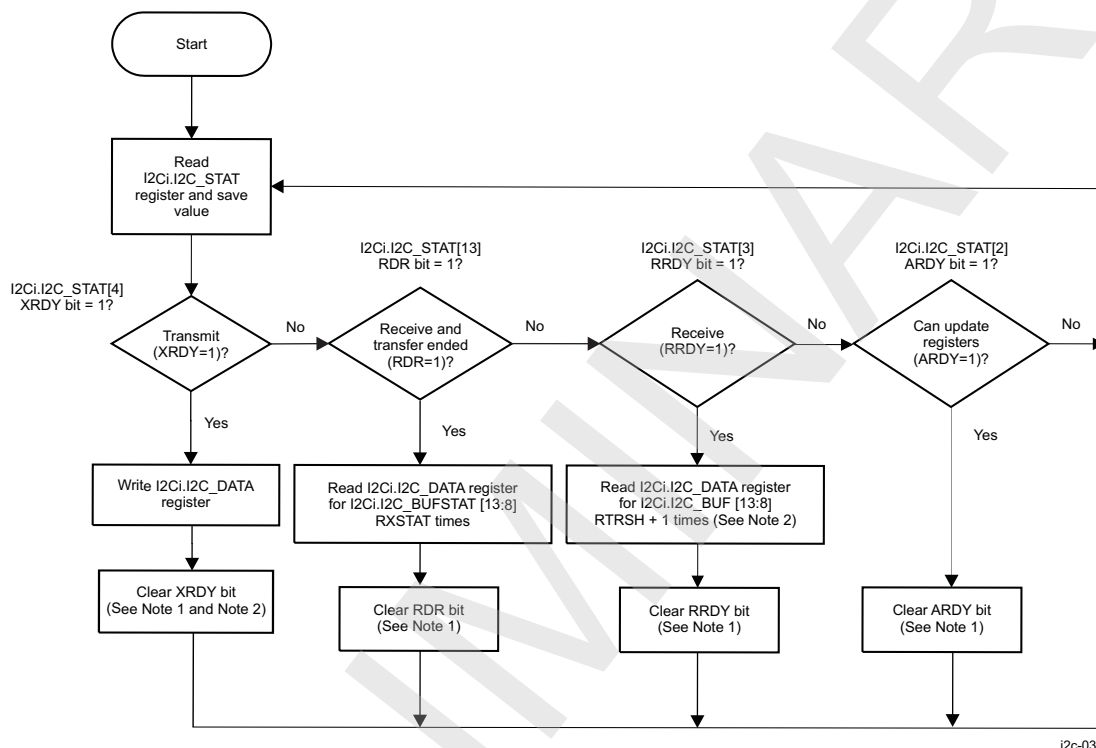 Start
Read
I2Ci.I2C_STAT
register and save
value
I2Ci.I2C_STAT[13]
RDR bit = 1?
I2Ci.I2C_STAT[3]
RRDY bit = 1?
I2Ci.I2C_STAT[2]
ARDY bit = 1?
I2Ci.I2C_STAT[4]
XRDY bit = 1?
Transmit
(XRDY=1)?
No
Receive and
transfer ended
(RDR=1)?
No
Receive
(RRDY=1)?
No
Can update
registers
(ARDY=1)?
No
Yes
Yes
Yes
Yes
Write I2Ci.I2C_DATA
register
Read I2Ci.I2C_DATA register
for I2Ci.I2C_BUFSTAT [13:8]
RXSTAT times
Read I2Ci.I2C_DATA register
for I2Ci.I2C_BUF [13:8]
RTRSH + 1 times (See Note 2)
Clear XRDY bit
(See Note 1 and Note 2)
Clear RDR bit
(See Note 1)
Clear RRDY bit
(See Note 1)
Clear ARDY bit
(See Note 1)
i2c-03
IMINAR